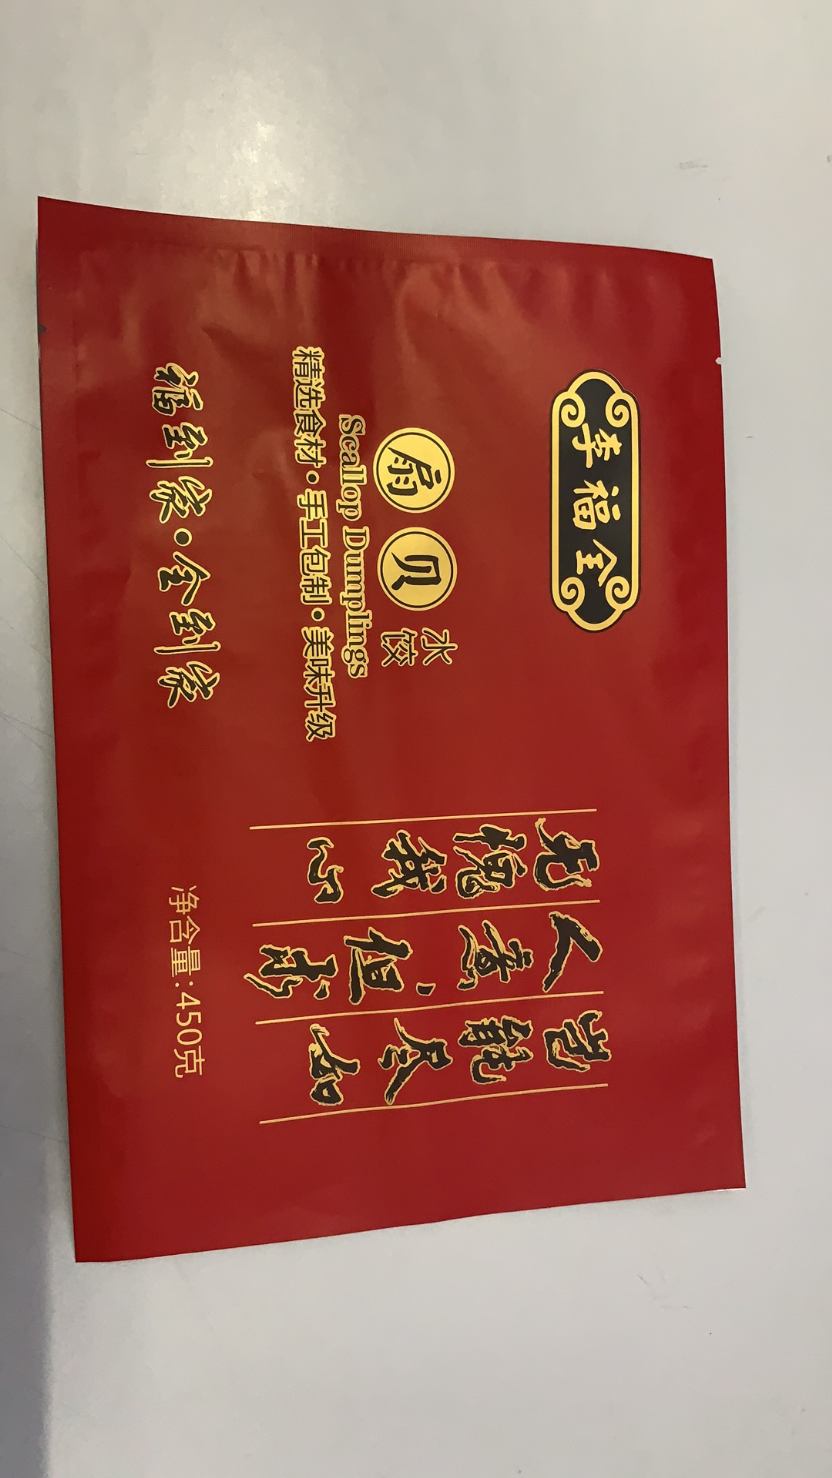 季福全
扇贝水饺
Scallop Dumplings
精选食材·手工包制·美味升级
福到家·全到家
岂能尽如
人意,但求
无愧我心
净含量:450克